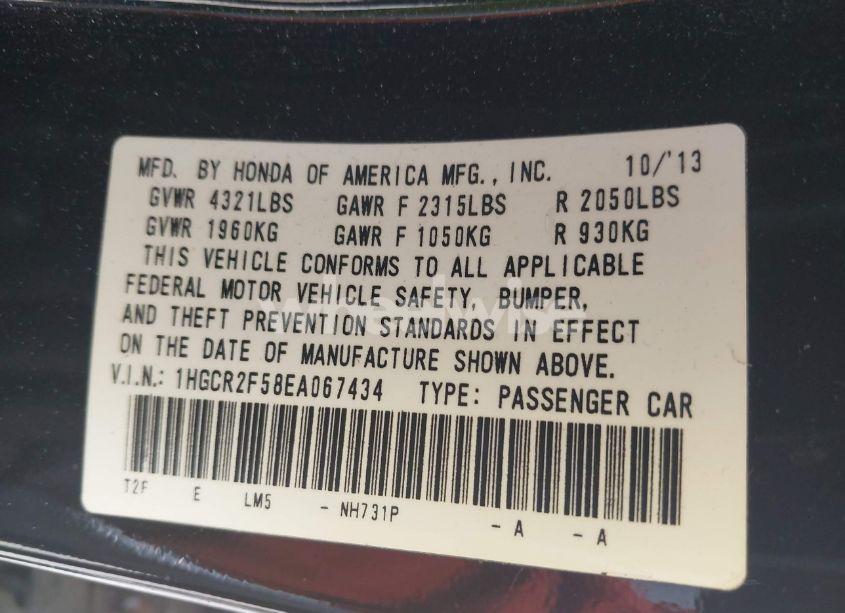 MFD. BY HONDA OF AMERICA MFG., INC. 10/'13
GVWR 4321LBS GAWR F 2315LBS R 2050LBS
GVWR 1960KG GAWR F 1050KG R 930KG
THIS VEHICLE CONFORMS TO ALL APPLICABLE
FEDERAL MOTOR VEHICLE SAFETY, BUMPER,
AND THEFT PREVENTION STANDARDS IN EFFECT
ON THE DATE OF MANUFACTURE SHOWN ABOVE.
V.I.N.: 1HGCR2F58EA067434 TYPE: PASSENGER CAR
T2F E LM5 - NH731P - A - A